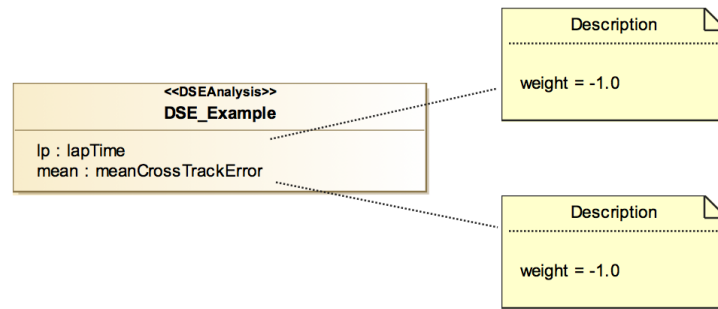 Description
weight = -1.0
<<DSEAnalysis>>
DSE_Example
lp : lapTime
mean : meanCrossTrackError
Description
weight = -1.0